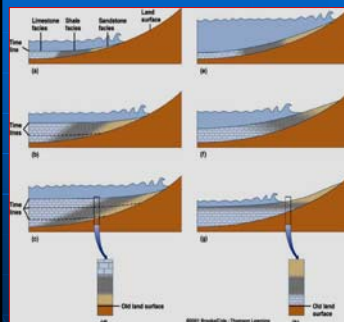 Limestone facies
Shale facies
Sandstone facies
Land surface
Time line
(a)
(e)
Time lines
(b)
(f)
Time lines
(c)
(g)
Old land surface
Old land surface